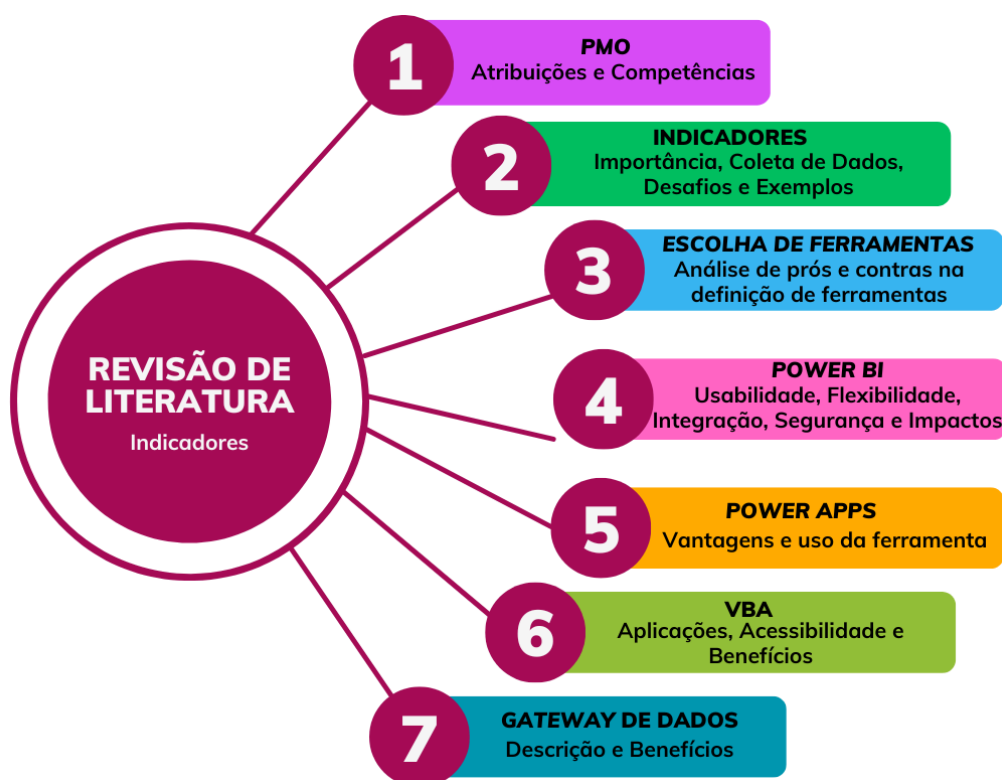 REVISÃO DE
LITERATURA
Indicadores
1
PMO
Atribuições e Competências
2
INDICADORES
Importância, Coleta de Dados,
Desafios e Exemplos
3
ESCOLHA DE FERRAMENTAS
Análise de prós e contras na
definição de ferramentas
4
POWER BI
Usabilidade, Flexibilidade,
Integração, Segurança e Impactos
5
POWER APPS
Vantagens e uso da ferramenta
6
VBA
Aplicações, Acessibilidade e
Benefícios
7
GATEWAY DE DADOS
Descrição e Benefícios